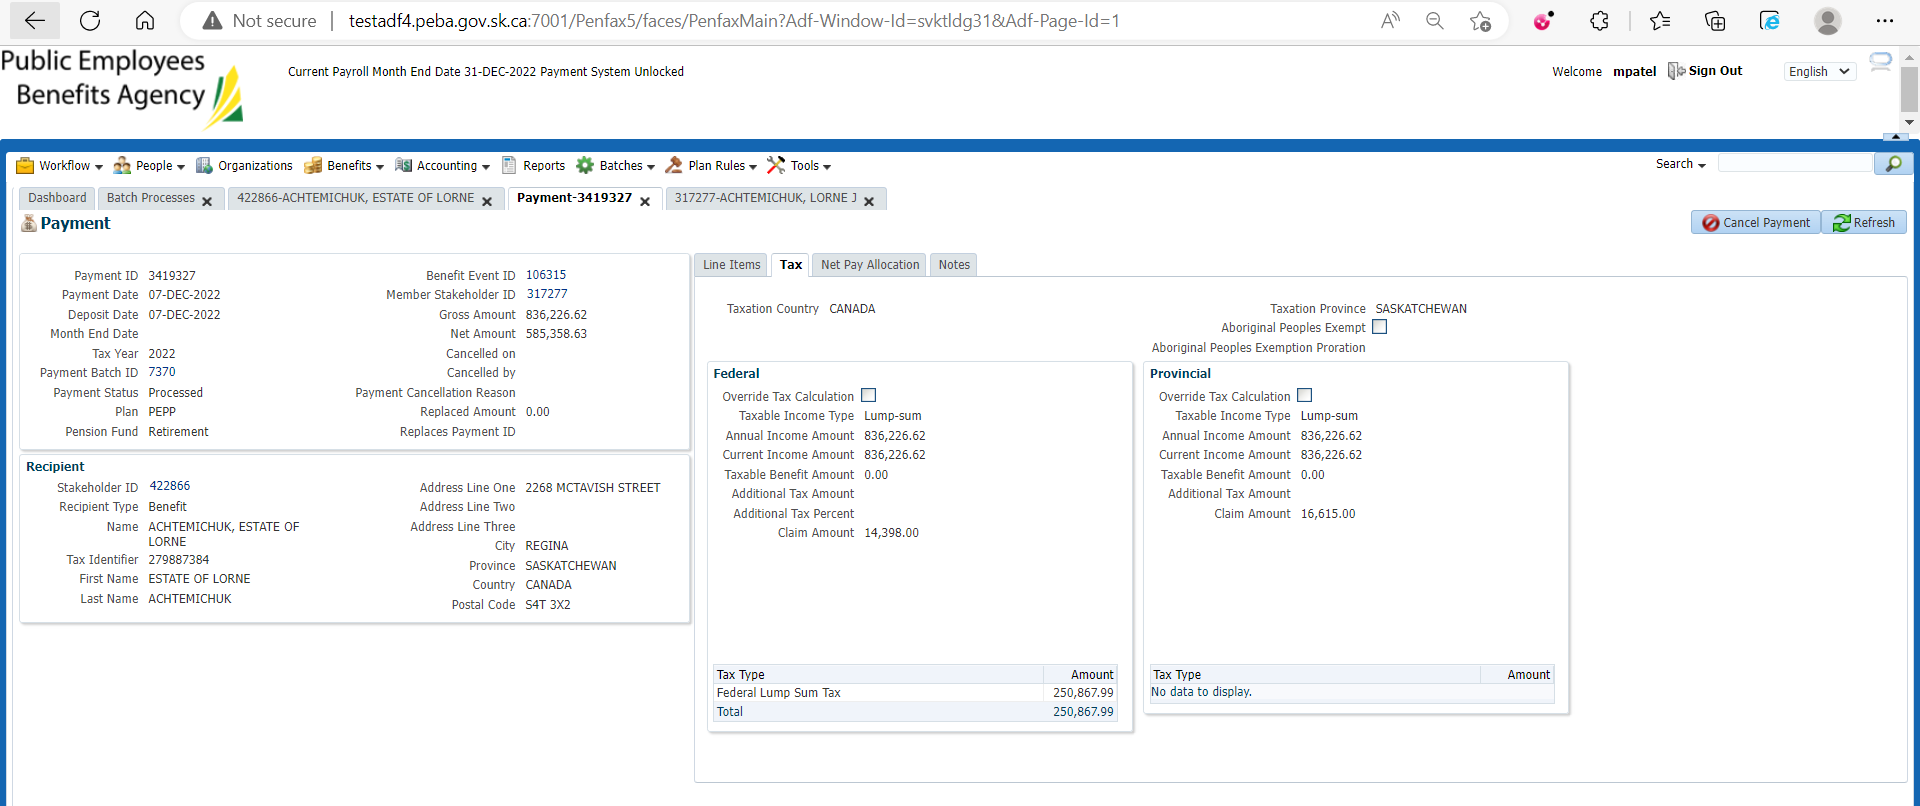 Not secure | testadf4.peba.gov.sk.ca:7001/Penfax5/faces/PenfaxMain?Adf-Window-Id=svktldg31&Adf-Page-Id=1
Public Employees
Benefits Agency
Current Payroll Month End Date 31-DEC-2022 Payment System Unlocked
Welcome mpatel Sign Out English
Workflow People Organizations Benefits Accounting Reports Batches Plan Rules Tools Search
Dashboard Batch Processes 422866-ACHTEMICHUK, ESTATE OF LORNE Payment-3419327 317277-ACHTEMICHUK, LORNE J
Payment
Cancel Payment Refresh
Payment ID 3419327 Benefit Event ID 106315
Payment Date 07-DEC-2022 Member Stakeholder ID 317277
Deposit Date 07-DEC-2022 Gross Amount 836,226.62
Month End Date Net Amount 585,358.63
Tax Year 2022 Cancelled on
Payment Batch ID 7370 Cancelled by
Payment Status Processed Payment Cancellation Reason
Plan PEPP Replaced Amount 0.00
Pension Fund Retirement Replaces Payment ID
Recipient
Stakeholder ID 422866 Address Line One 2268 MCTAVISH STREET
Recipient Type Benefit Address Line Two
Name ACHTEMICHUK, ESTATE OF Address Line Three
LORNE
City REGINA
Tax Identifier 279887384 Province SASKATCHEWAN
First Name ESTATE OF LORNE Country CANADA
Last Name ACHTEMICHUK Postal Code S4T 3X2
Line Items Tax Net Pay Allocation Notes
Taxation Country CANADA Taxation Province SASKATCHEWAN
Aboriginal Peoples Exempt
Aboriginal Peoples Exemption Proration
Federal
Override Tax Calculation
Taxable Income Type Lump-sum
Annual Income Amount 836,226.62
Current Income Amount 836,226.62
Taxable Benefit Amount 0.00
Additional Tax Amount
Additional Tax Percent
Claim Amount 14,398.00
Tax Type Amount
Federal Lump Sum Tax 250,867.99
Total 250,867.99
Provincial
Override Tax Calculation
Taxable Income Type Lump-sum
Annual Income Amount 836,226.62
Current Income Amount 836,226.62
Taxable Benefit Amount 0.00
Additional Tax Amount
Claim Amount 16,615.00
Tax Type Amount
No data to display.